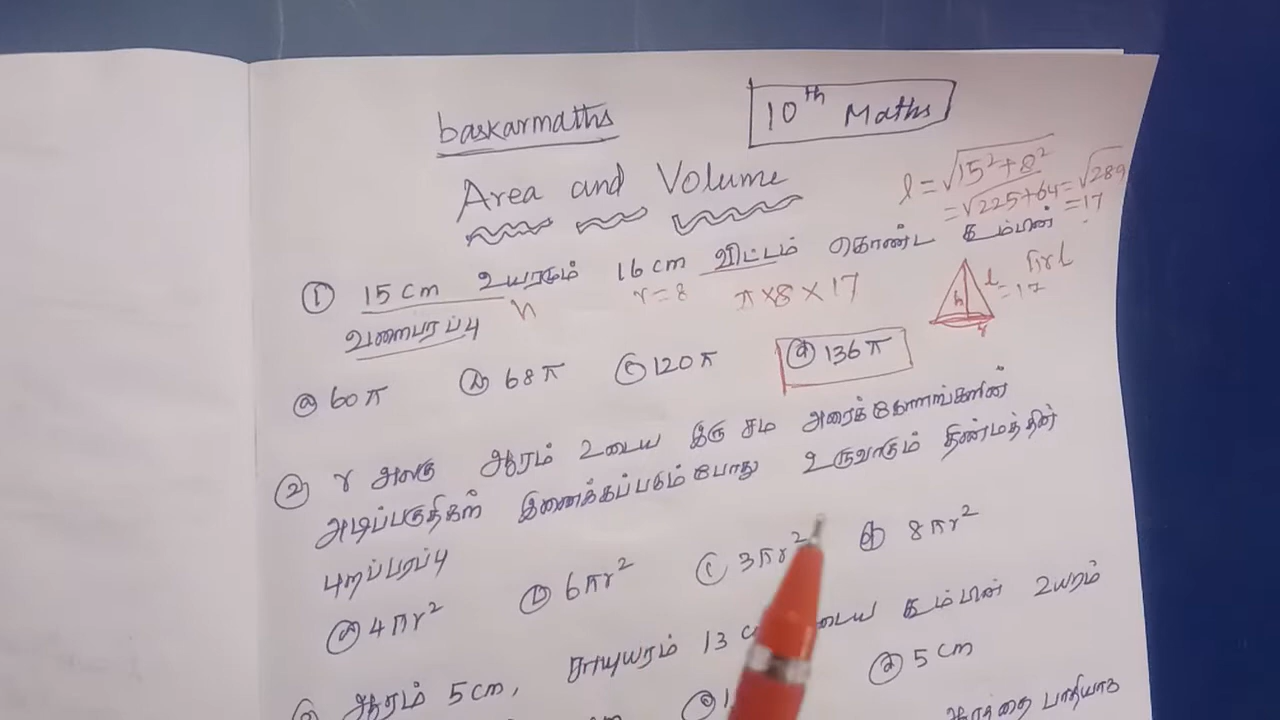 baskarmaths
10th Maths
Area and Volume
l = √15²+8²
= √225+64 = √289
= 17
① 15 cm உயரமும் 16 cm விட்டம் கொண்ட கூம்பின்
h r = 8 π × 8 × 17
வளைபரப்பு
πrl
h l = 17 r
ⓐ 60π ⓑ 68π ⓒ 120π ⓓ 136π
② r அலகு ஆரம் உடைய இரு சம அரைக்கோளங்களின்
அடிப்பகுதிகள் இணைக்கப்படும்போது உருவாகும் திண்மத்தின்
புறப்பரப்பு
ⓐ 4πr² ⓑ 6πr² ⓒ 3πr² ⓓ 8πr²
ஆரம் 5cm, சாயுயரம் 13 கூம்பின் உயரம்
ⓓ 5 cm
ஆரத்தை பாதியாக